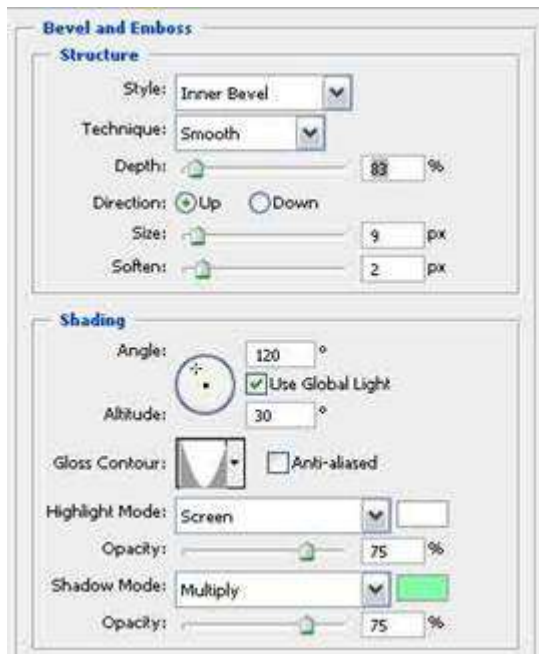 Bevel and Emboss
Structure
Style: Inner Bevel
Technique: Smooth
Depth: 83 %
Direction: Up Down
Size: 9 px
Soften: 2 px
Shading
Angle: 120 °
Use Global Light
Altitude: 30 °
Gloss Contour: Anti-aliased
Highlight Mode: Screen
Opacity: 75 %
Shadow Mode: Multiply
Opacity: 75 %